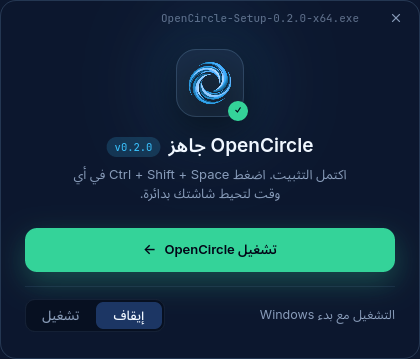 OpenCircle-Setup-0.2.0-x64.exe
OpenCircle جاهز v0.2.0
اكتمل التثبيت. اضغط Ctrl + Shift + Space في أي
وقت لتحيط شاشتك بدائرة.
تشغيل OpenCircle ←
التشغيل مع بدء Windows
إيقاف تشغيل